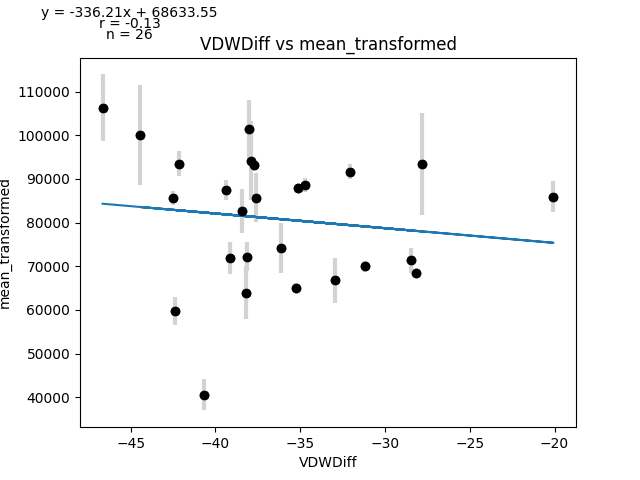 y = -336.21x + 68633.55
r = -0.13
n = 26
VDWDiff vs mean_transformed
110000
100000
90000
80000
70000
60000
50000
40000
mean_transformed
−45
−40
−35
−30
−25
−20
VDWDiff